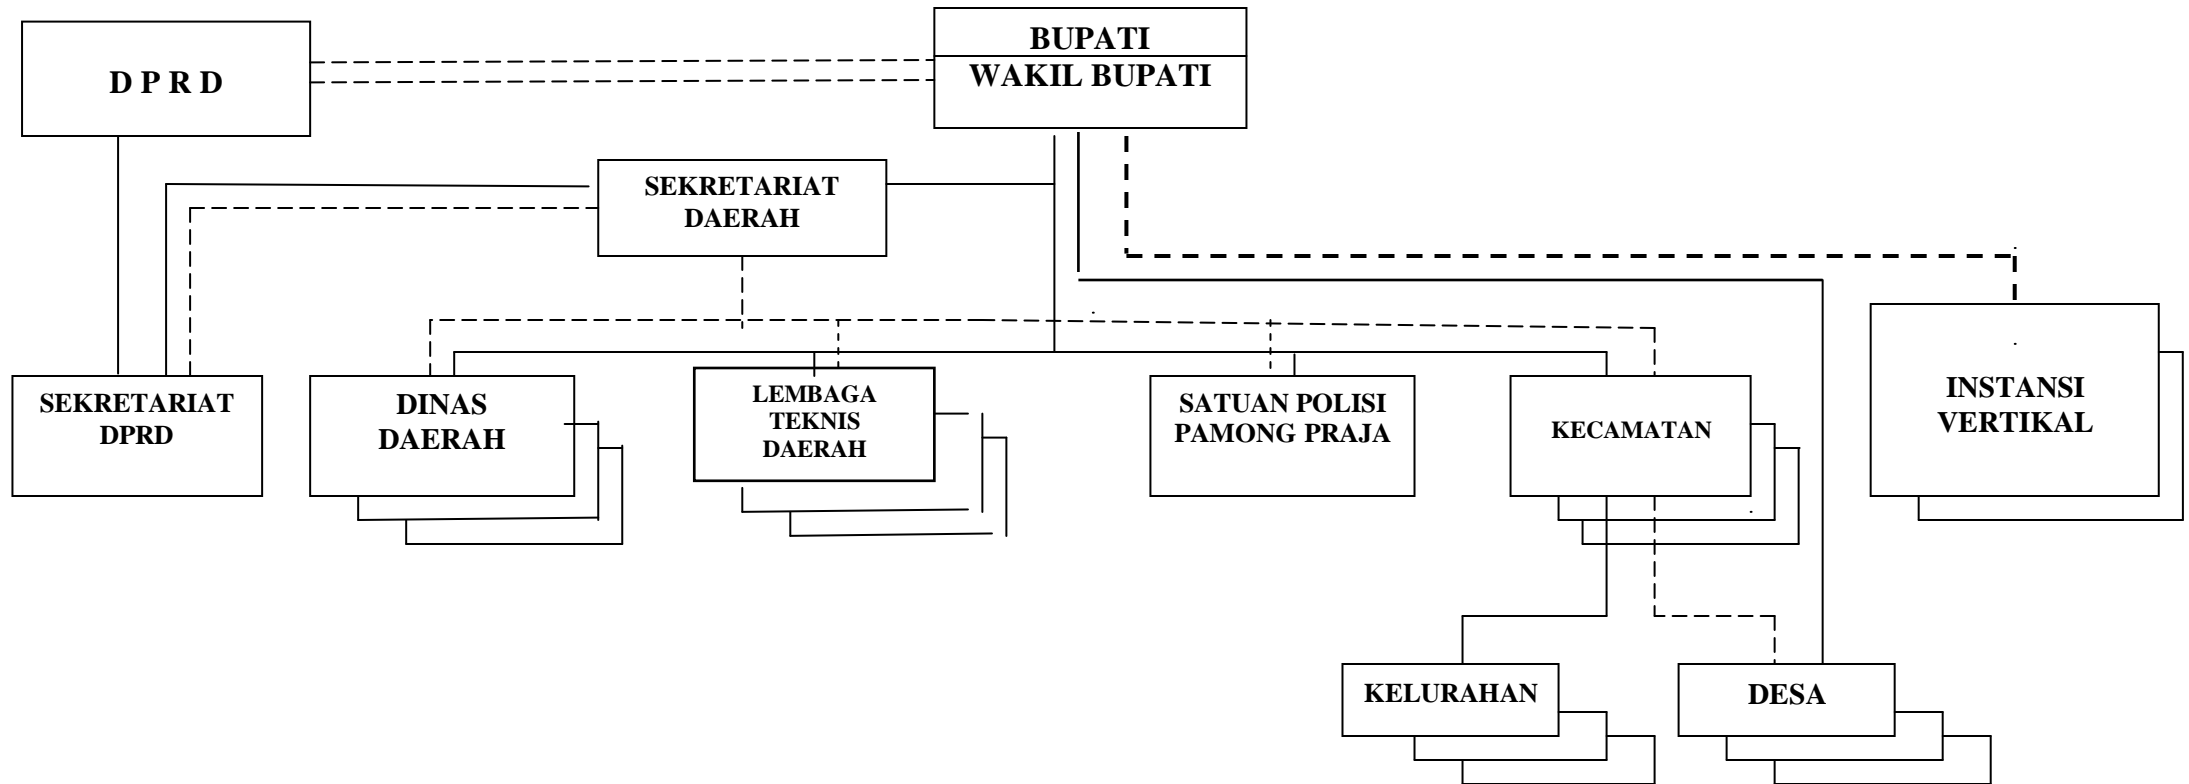 BUPATI
WAKIL BUPATI
D P R D
SEKRETARIAT
DAERAH
SEKRETARIAT
DPRD
DINAS
DAERAH
LEMBAGA
TEKNIS
DAERAH
SATUAN POLISI
PAMONG PRAJA
KECAMATAN
INSTANSI
VERTIKAL
KELURAHAN
DESA